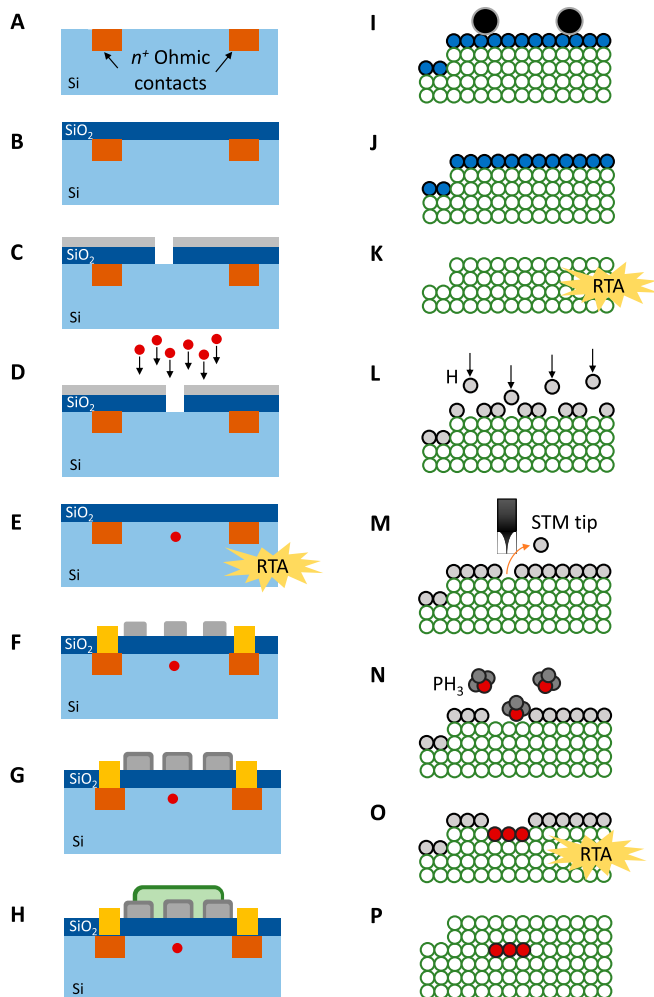 A
n⁺ Ohmic
contacts
Si
B
SiO₂
Si
C
SiO₂
Si
D
SiO₂
Si
E
SiO₂
Si
RTA
F
SiO₂
Si
G
SiO₂
Si
H
SiO₂
Si
I
J
K
RTA
L
H
M
STM tip
N
PH₃
O
RTA
P